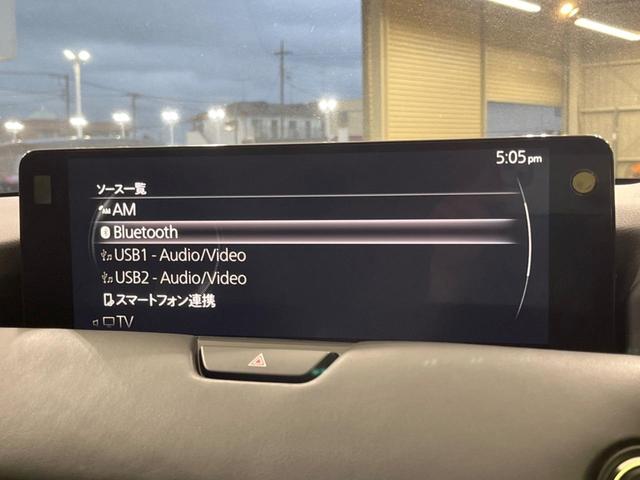 5:05pm
ソース一覧
AM
Bluetooth
USB1 - Audio/Video
USB2 - Audio/Video
スマートフォン連携
TV